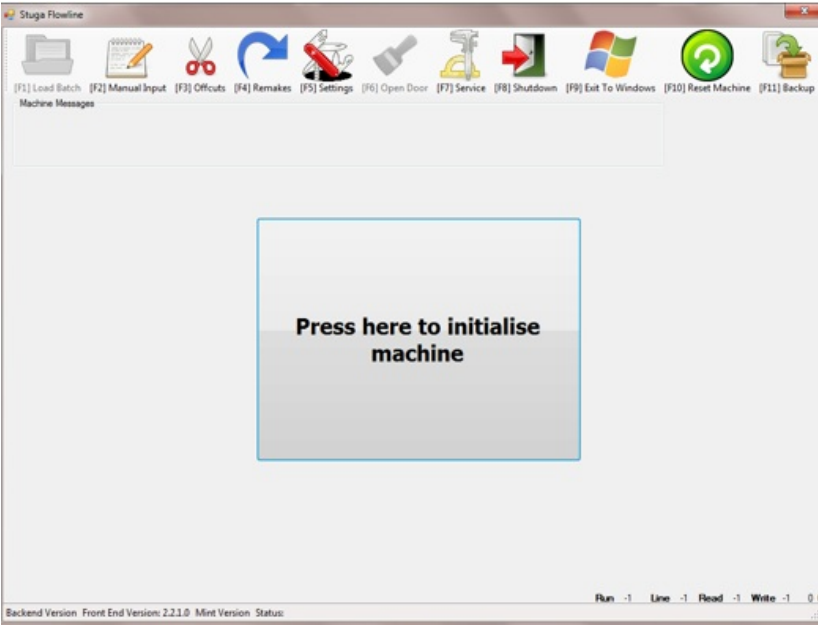 Stuga Flowline
[F1] Load Batch [F2] Manual Input [F3] Offcuts [F4] Remakes [F5] Settings [F6] Open Door [F7] Service [F8] Shutdown [F9] Exit To Windows [F10] Reset Machine [F11] Backup
Machine Messages
Press here to initialise
machine
Run -1 Line -1 Read -1 Write -1 0
Backend Version Front End Version: 2.2.1.0 Mint Version Status: